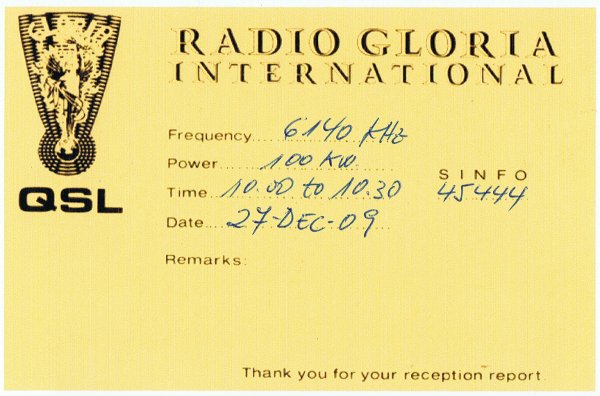 RADIO GLORIA
INTERNATIONAL
Frequency....6140 KHz
Power........100 KW
Time....10.00 to 10.30
SINFO
45444
Date....27-DEC-09
Remarks:
QSL
Thank you for your reception report.